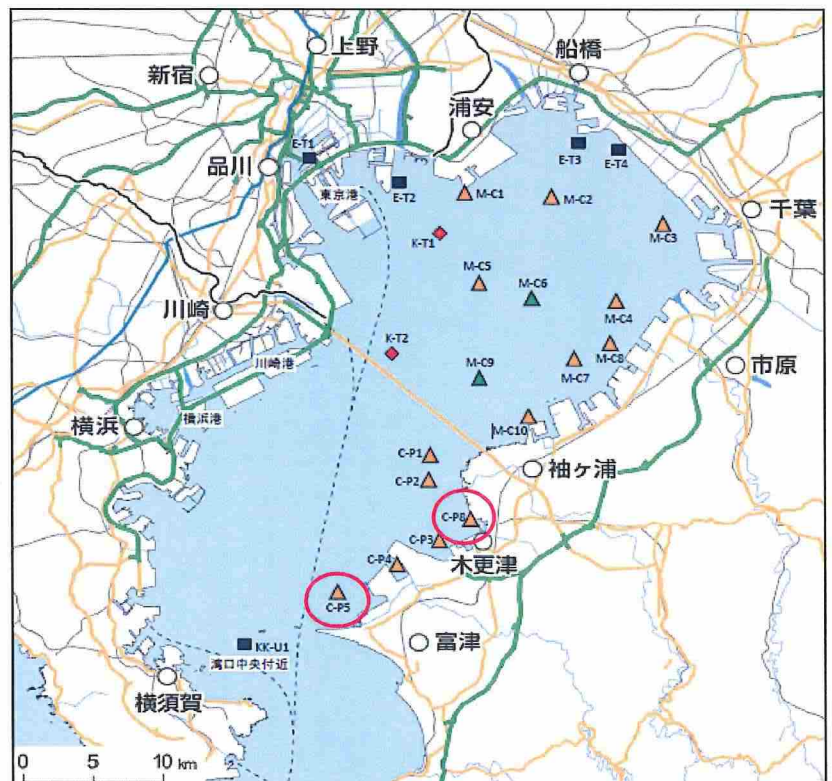 上野
船橋
新宿
浦安
E-T1
E-T3
E-T4
品川
東京港
E-T2
M-C1
M-C2
千葉
M-C3
K-T1
M-C5
M-C6
M-C4
川崎
K-T2
川崎港
M-C8
M-C7
市原
M-C9
横浜港
横浜
M-C10
C-P1
袖ヶ浦
C-P2
C-P8
C-P3
木更津
C-P4
C-P5
KK-U1
富津
湾口中央付近
横須賀
0 5 10 km